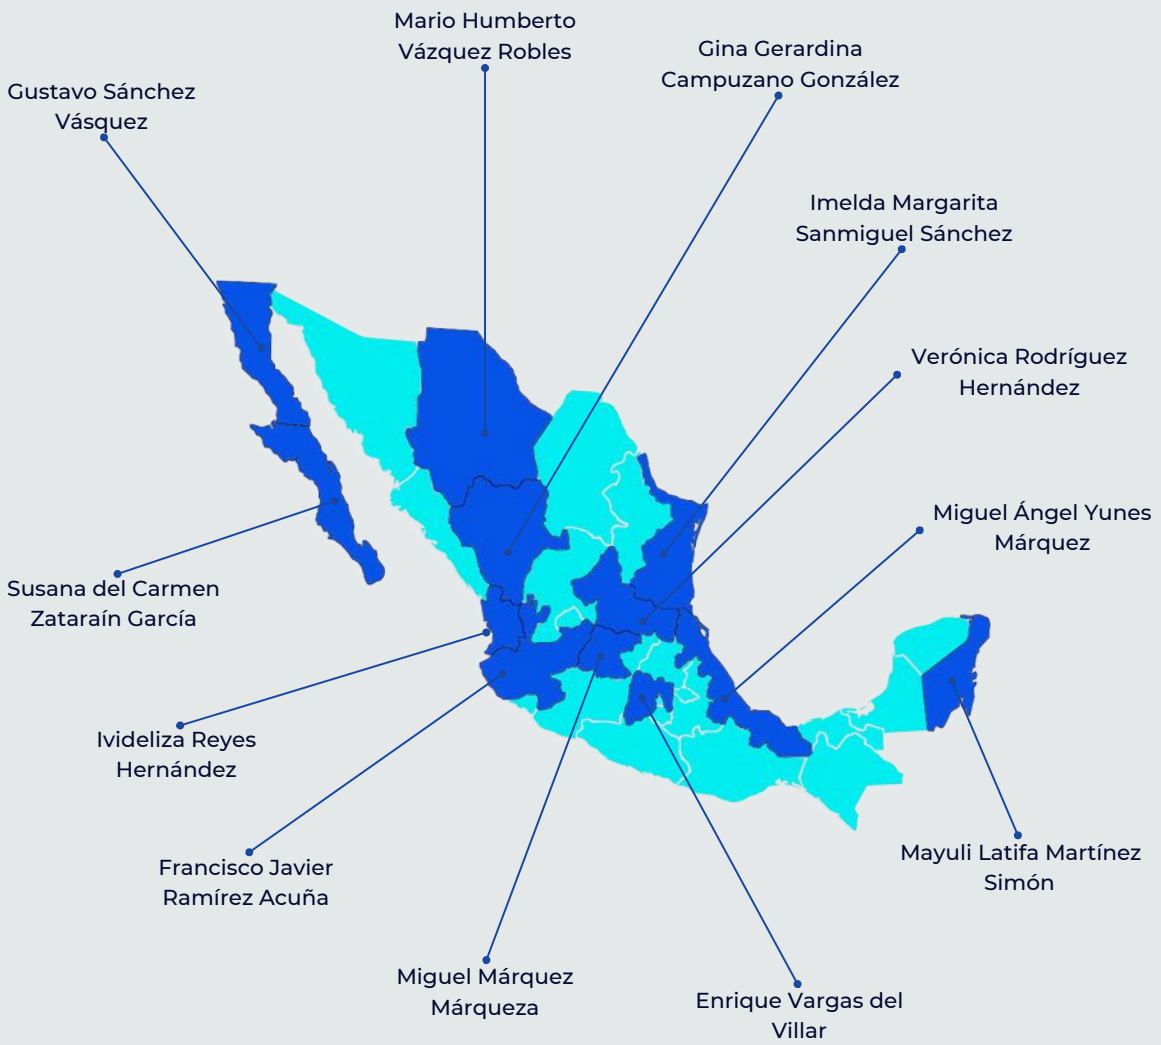 Mario Humberto
Vázquez Robles
Gina Gerardina
Campuzano González
Gustavo Sánchez
Vásquez
Imelda Margarita
Sanmiguel Sánchez
Verónica Rodríguez
Hernández
Miguel Ángel Yunes
Márquez
Susana del Carmen
Zataraín García
Ivideliza Reyes
Hernández
Mayuli Latifa Martínez
Simón
Francisco Javier
Ramírez Acuña
Miguel Márquez
Márqueza
Enrique Vargas del
Villar